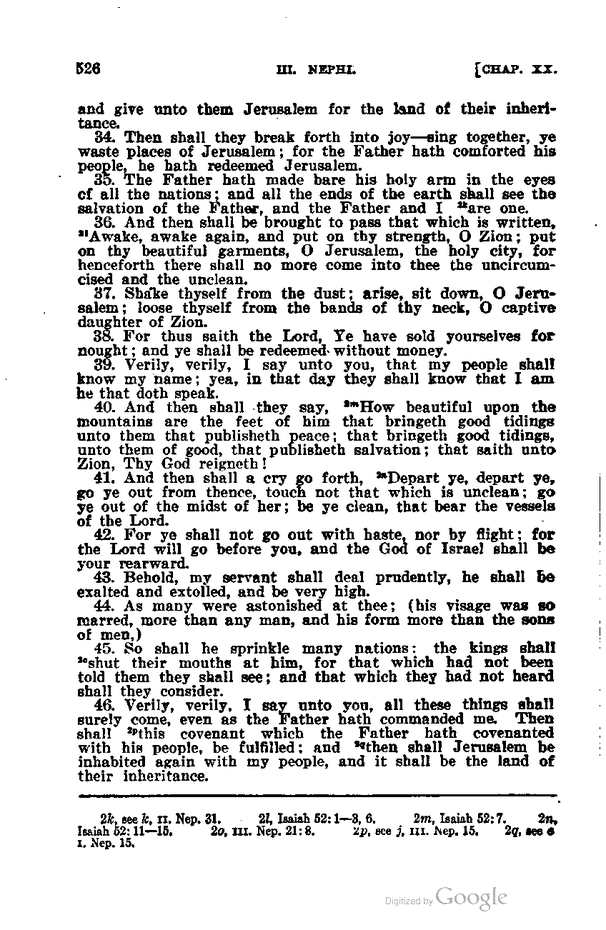 526 III. NEPHI. [CHAP. XX.
and give unto them Jerusalem for the land of their inheri-
tance.
34. Then shall they break forth into joy—sing together, ye
waste places of Jerusalem; for the Father hath comforted his
people, he hath redeemed Jerusalem.
35. The Father hath made bare his holy arm in the eyes
of all the nations; and all the ends of the earth shall see the
salvation of the Father, and the Father and I ²ᵏare one.
36. And then shall be brought to pass that which is written,
²ˡAwake, awake again, and put on thy strength, O Zion; put
on thy beautiful garments, O Jerusalem, the holy city, for
henceforth there shall no more come into thee the uncircum-
cised and the unclean.
37. Shake thyself from the dust; arise, sit down, O Jeru-
salem; loose thyself from the bands of thy neck, O captive
daughter of Zion.
38. For thus saith the Lord, Ye have sold yourselves for
nought; and ye shall be redeemed without money.
39. Verily, verily, I say unto you, that my people shall
know my name; yea, in that day they shall know that I am
he that doth speak.
40. And then shall they say, ²ᵐHow beautiful upon the
mountains are the feet of him that bringeth good tidings
unto them that publisheth peace; that bringeth good tidings,
unto them of good, that publisheth salvation; that saith unto
Zion, Thy God reigneth!
41. And then shall a cry go forth, ²ⁿDepart ye, depart ye,
go ye out from thence, touch not that which is unclean; go
ye out of the midst of her; be ye clean, that bear the vessels
of the Lord.
42. For ye shall not go out with haste, nor by flight; for
the Lord will go before you, and the God of Israel shall be
your rearward.
43. Behold, my servant shall deal prudently, he shall be
exalted and extolled, and be very high.
44. As many were astonished at thee; (his visage was so
marred, more than any man, and his form more than the sons
of men,)
45. So shall he sprinkle many nations: the kings shall
²ᵒshut their mouths at him, for that which had not been
told them they shall see; and that which they had not heard
shall they consider.
46. Verily, verily, I say unto you, all these things shall
surely come, even as the Father hath commanded me. Then
shall ²ᵖthis covenant which the Father hath covenanted
with his people, be fulfilled; and ²𐞥then shall Jerusalem be
inhabited again with my people, and it shall be the land of
their inheritance.
2k, see k, II. Nep. 31. 2l, Isaiah 52:1—3, 6. 2m, Isaiah 52:7. 2n,
Isaiah 52:11—15. 2o, III. Nep. 21:8. 2p, see j, III. Nep. 15. 2q, see
I. Nep. 15.
Digitized by Google